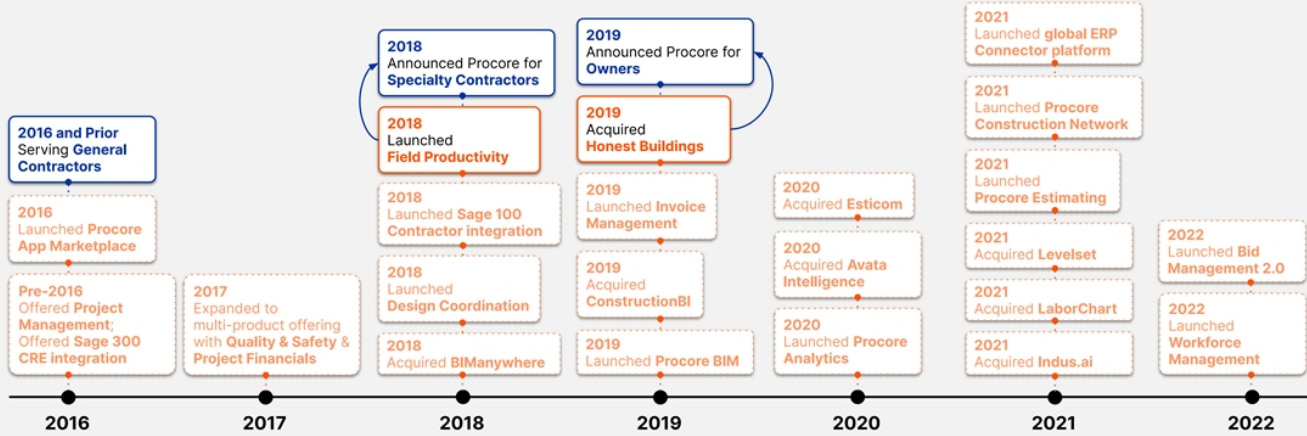 2016 and Prior
Serving General
Contractors
2016
Launched Procore
App Marketplace
Pre-2016
Offered Project
Management;
Offered Sage 300
CRE integration
2017
Expanded to
multi-product offering
with Quality & Safety &
Project Financials
2018
Announced Procore for
Specialty Contractors
2018
Launched
Field Productivity
2018
Launched Sage 100
Contractor integration
2018
Launched
Design Coordination
2018
Acquired BIManywhere
2019
Announced Procore for
Owners
2019
Acquired
Honest Buildings
2019
Launched Invoice
Management
2019
Acquired
ConstructionBI
2019
Launched Procore BIM
2020
Acquired Esticom
2020
Acquired Avata
Intelligence
2020
Launched Procore
Analytics
2021
Launched global ERP
Connector platform
2021
Launched Procore
Construction Network
2021
Launched
Procore Estimating
2021
Acquired Levelset
2021
Acquired LaborChart
2021
Acquired Indus.ai
2022
Launched Bid
Management 2.0
2022
Launched
Workforce
Management
2016
2017
2018
2019
2020
2021
2022